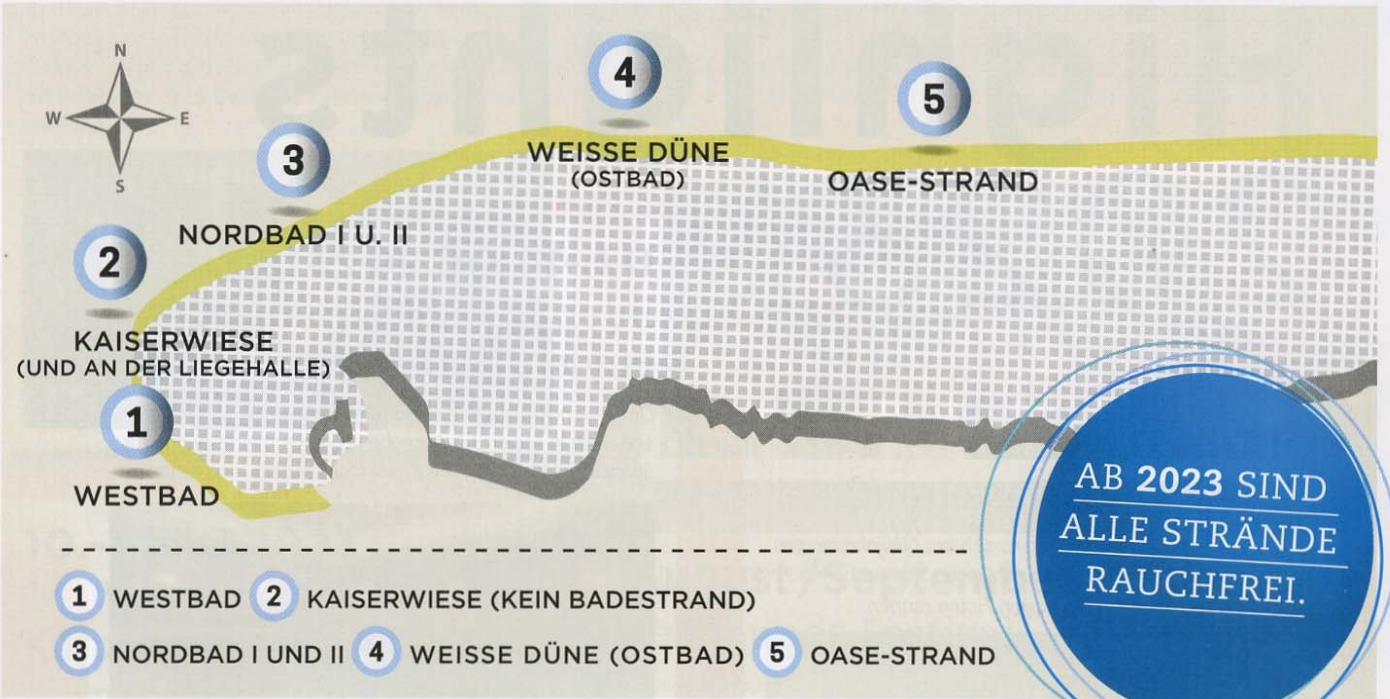 N
W E
S
4
5
3
WEISSE DÜNE
(OSTBAD)
OASE-STRAND
NORDBAD I U. II
2
KAISERWIESE
(UND AN DER LIEGEHALLE)
1
WESTBAD
AB 2023 SIND
ALLE STRÄNDE
RAUCHFREI.
1 WESTBAD 2 KAISERWIESE (KEIN BADESTRAND)
3 NORDBAD I UND II 4 WEISSE DÜNE (OSTBAD) 5 OASE-STRAND